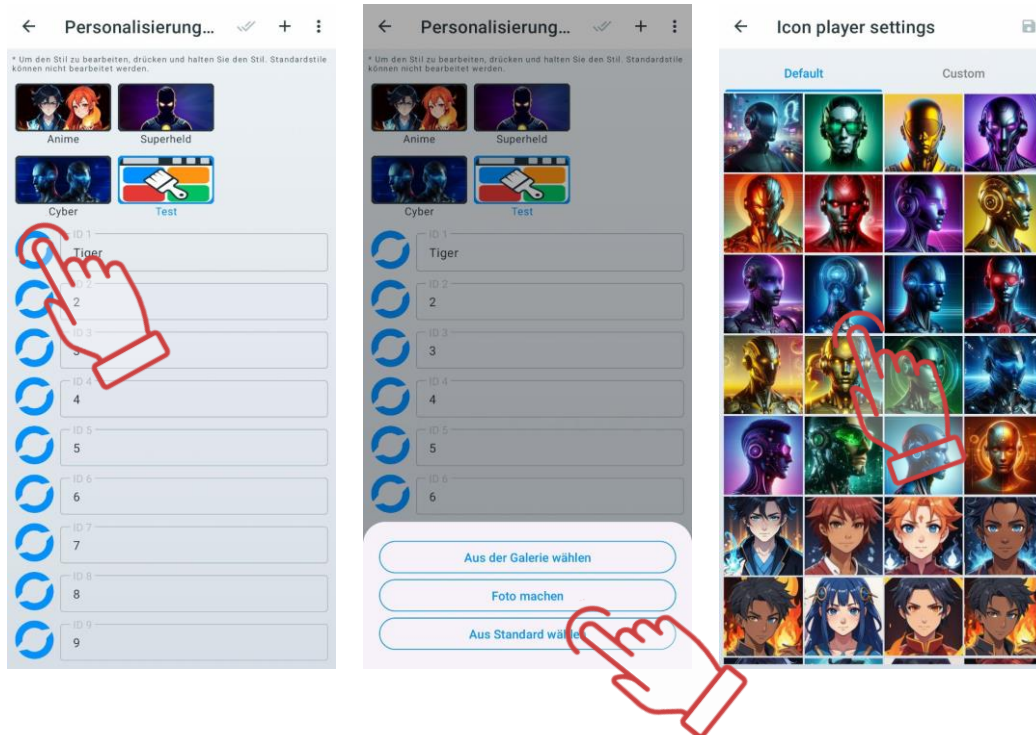 Personalisierung...
* Um den Stil zu bearbeiten, drücken und halten Sie den Stil. Standardstile
können nicht bearbeitet werden.
Anime
Superheld
Cyber
Test
ID 1
Tiger
ID 2
2
ID 3
3
ID 4
4
ID 5
5
ID 6
6
ID 7
7
ID 8
8
ID 9
9
Personalisierung...
* Um den Stil zu bearbeiten, drücken und halten Sie den Stil. Standardstile
können nicht bearbeitet werden.
Anime
Superheld
Cyber
Test
ID 1
Tiger
ID 2
2
ID 3
3
ID 4
4
ID 5
5
ID 6
6
Aus der Galerie wählen
Foto machen
Aus Standard wählen
Icon player settings
Default
Custom